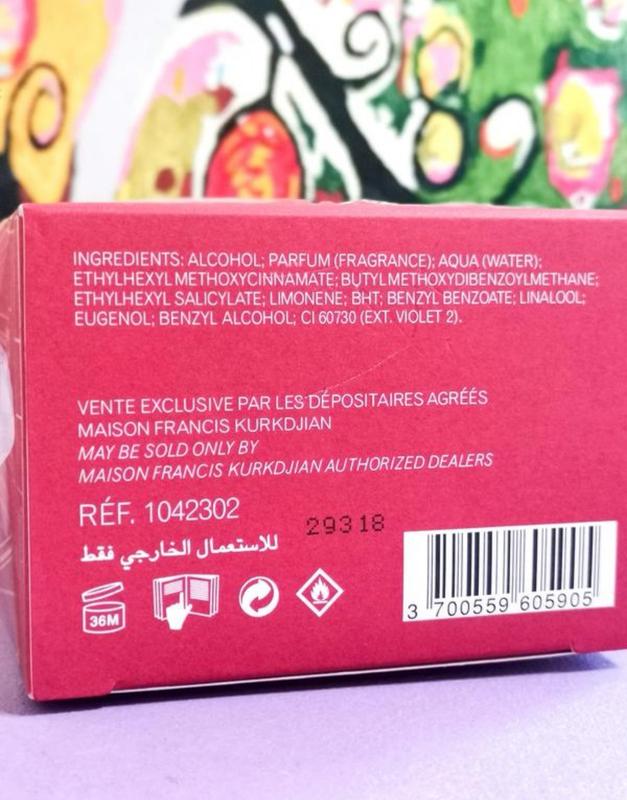 INGREDIENTS: ALCOHOL; PARFUM (FRAGRANCE); AQUA (WATER);
ETHYLHEXYL METHOXYCINNAMATE; BUTYL METHOXYDIBENZOYLMETHANE;
ETHYLHEXYL SALICYLATE; LIMONENE; BHT; BENZYL BENZOATE; LINALOOL;
EUGENOL; BENZYL ALCOHOL; CI 60730 (EXT. VIOLET 2).
VENTE EXCLUSIVE PAR LES DÉPOSITAIRES AGRÉÉS
MAISON FRANCIS KURKDJIAN
MAY BE SOLD ONLY BY
MAISON FRANCIS KURKDJIAN AUTHORIZED DEALERS
RÉF. 1042302
29318
للاستعمال الخارجي فقط
36M
3 700559 605905